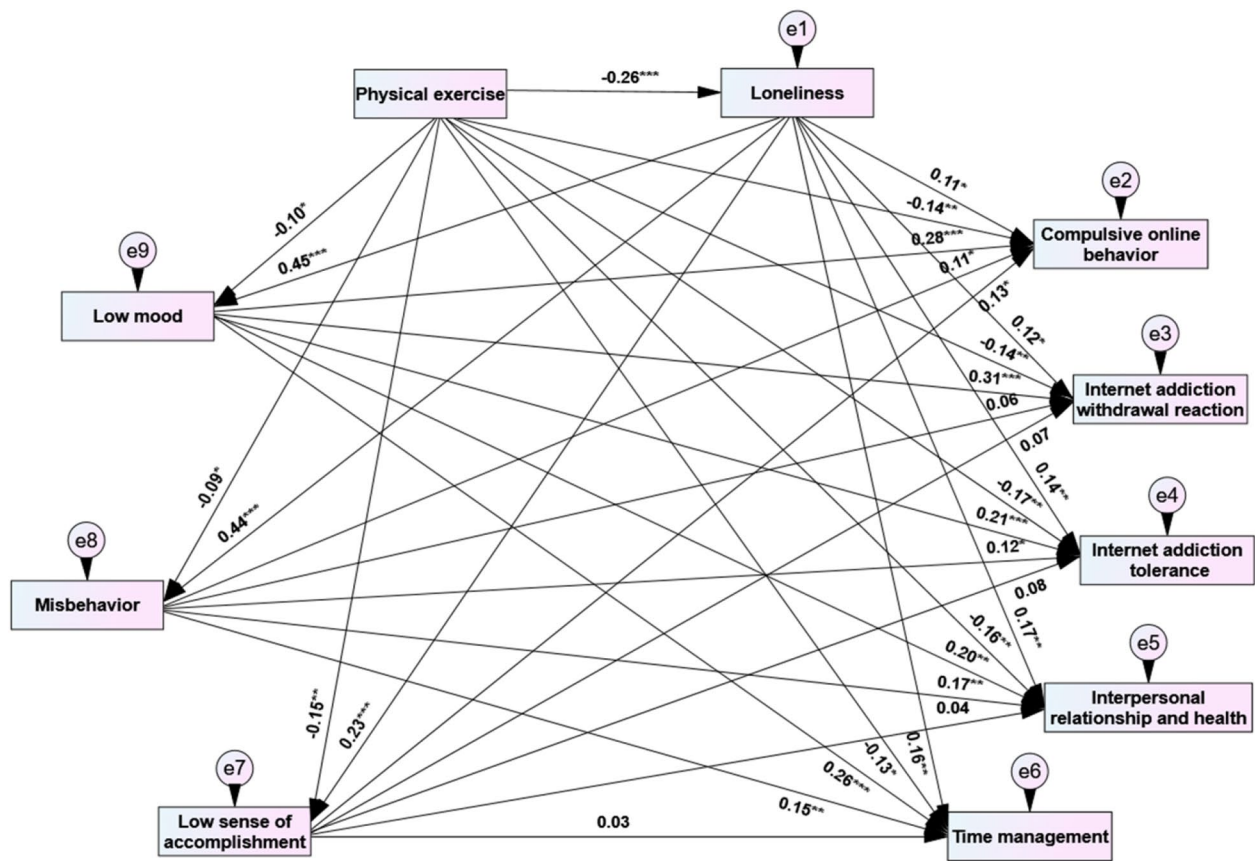 e1
-0.26***
Physical exercise
Loneliness
0.11*
e2
-0.14**
-0.10*
Compulsive online
behavior
0.28***
e9
0.45***
0.11*
0.13*
Low mood
0.12*
e3
-0.14**
0.31***
Internet addiction
withdrawal reaction
0.06
0.07
0.14**
-0.09*
-0.17**
e4
0.44***
0.21***
e8
0.12*
Internet addiction
tolerance
0.08
Misbehavior
0.17**
-0.16**
e5
0.20**
0.17**
Interpersonal
relationship and health
0.04
-0.15**
0.23***
-0.13*
0.16**
e7
0.26***
e6
0.15**
Low sense of
accomplishment
0.03
Time management